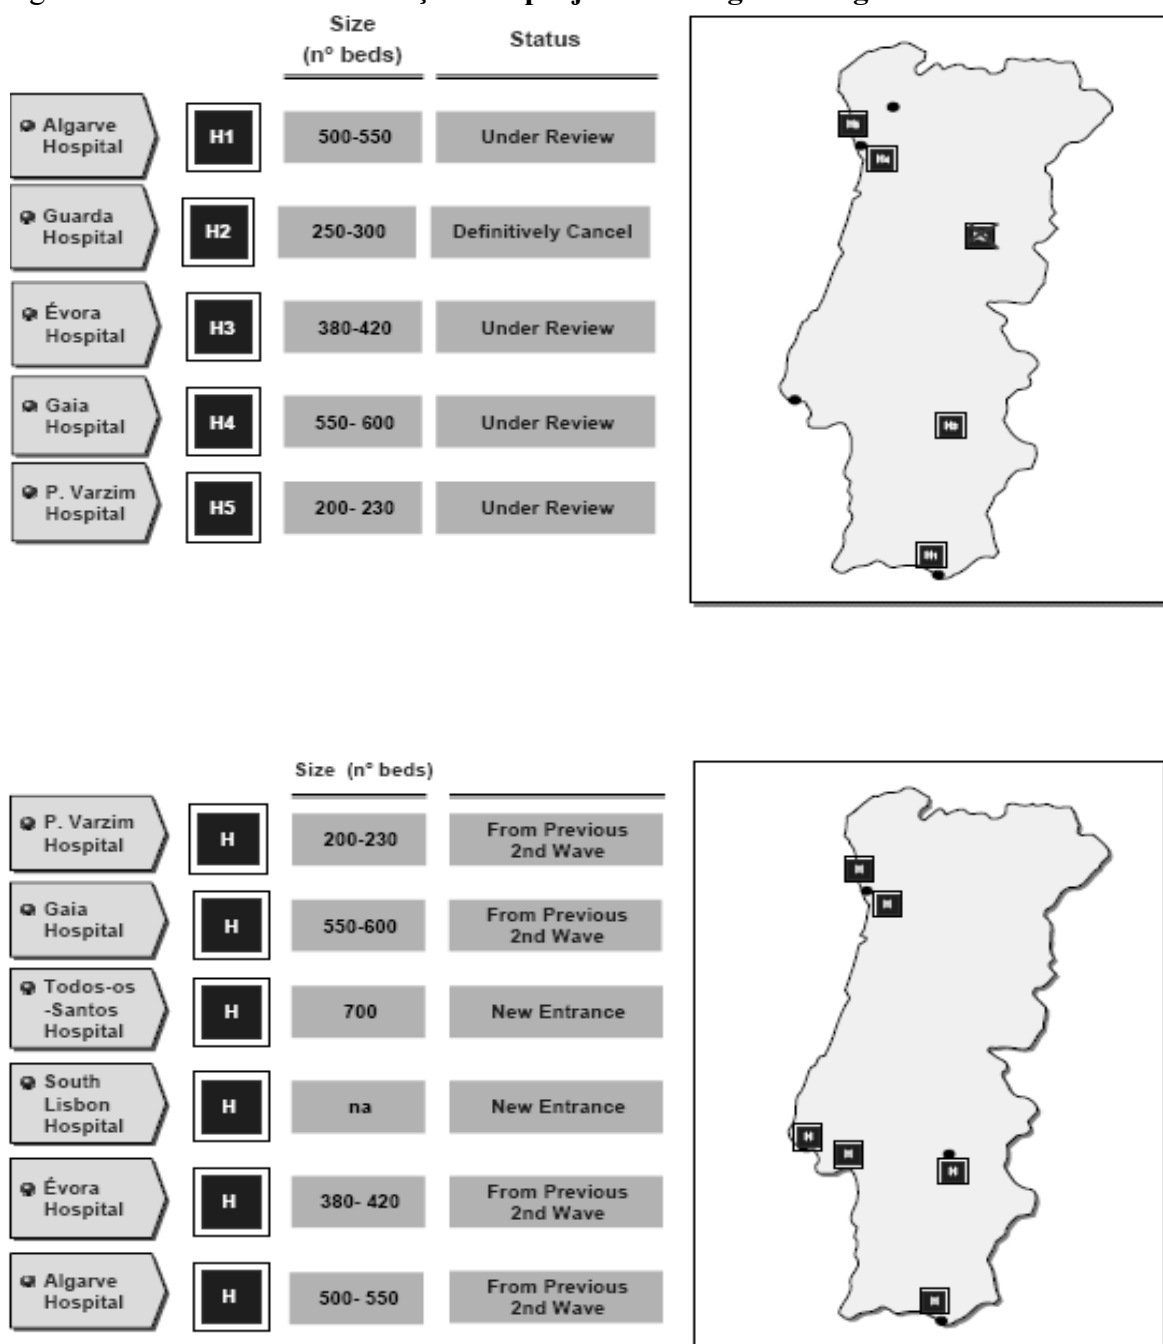 Size
(nº beds)
Status
Algarve
Hospital
H1
500-550
Under Review
Guarda
Hospital
H2
250-300
Definitively Cancel
Évora
Hospital
H3
380-420
Under Review
Gaia
Hospital
H4
550- 600
Under Review
P. Varzim
Hospital
H5
200- 230
Under Review
H4
H1
Size (nº beds)
P. Varzim
Hospital
H
200-230
From Previous
2nd Wave
Gaia
Hospital
H
550-600
From Previous
2nd Wave
Todos-os
-Santos
Hospital
H
700
New Entrance
South
Lisbon
Hospital
H
na
New Entrance
Évora
Hospital
H
380- 420
From Previous
2nd Wave
Algarve
Hospital
H
500- 550
From Previous
2nd Wave
H
H
H
H
H
H